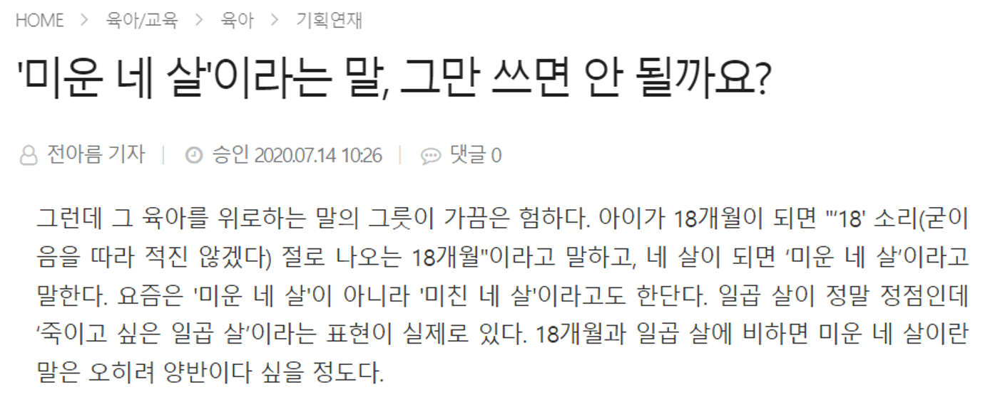 HOME > 육아/교육 > 육아 > 기획연재
'미운 네 살'이라는 말, 그만 쓰면 안 될까요?
전아름 기자 | 승인 2020.07.14 10:26 | 댓글 0
그런데 그 육아를 위로하는 말의 그릇이 가끔은 험하다. 아이가 18개월이 되면 "‘18' 소리(굳이
음을 따라 적진 않겠다) 절로 나오는 18개월"이라고 말하고, 네 살이 되면 ‘미운 네 살’이라고
말한다. 요즘은 '미운 네 살'이 아니라 '미친 네 살'이라고도 한단다. 일곱 살이 정말 정점인데
‘죽이고 싶은 일곱 살’이라는 표현이 실제로 있다. 18개월과 일곱 살에 비하면 미운 네 살이란
말은 오히려 양반이다 싶을 정도다.